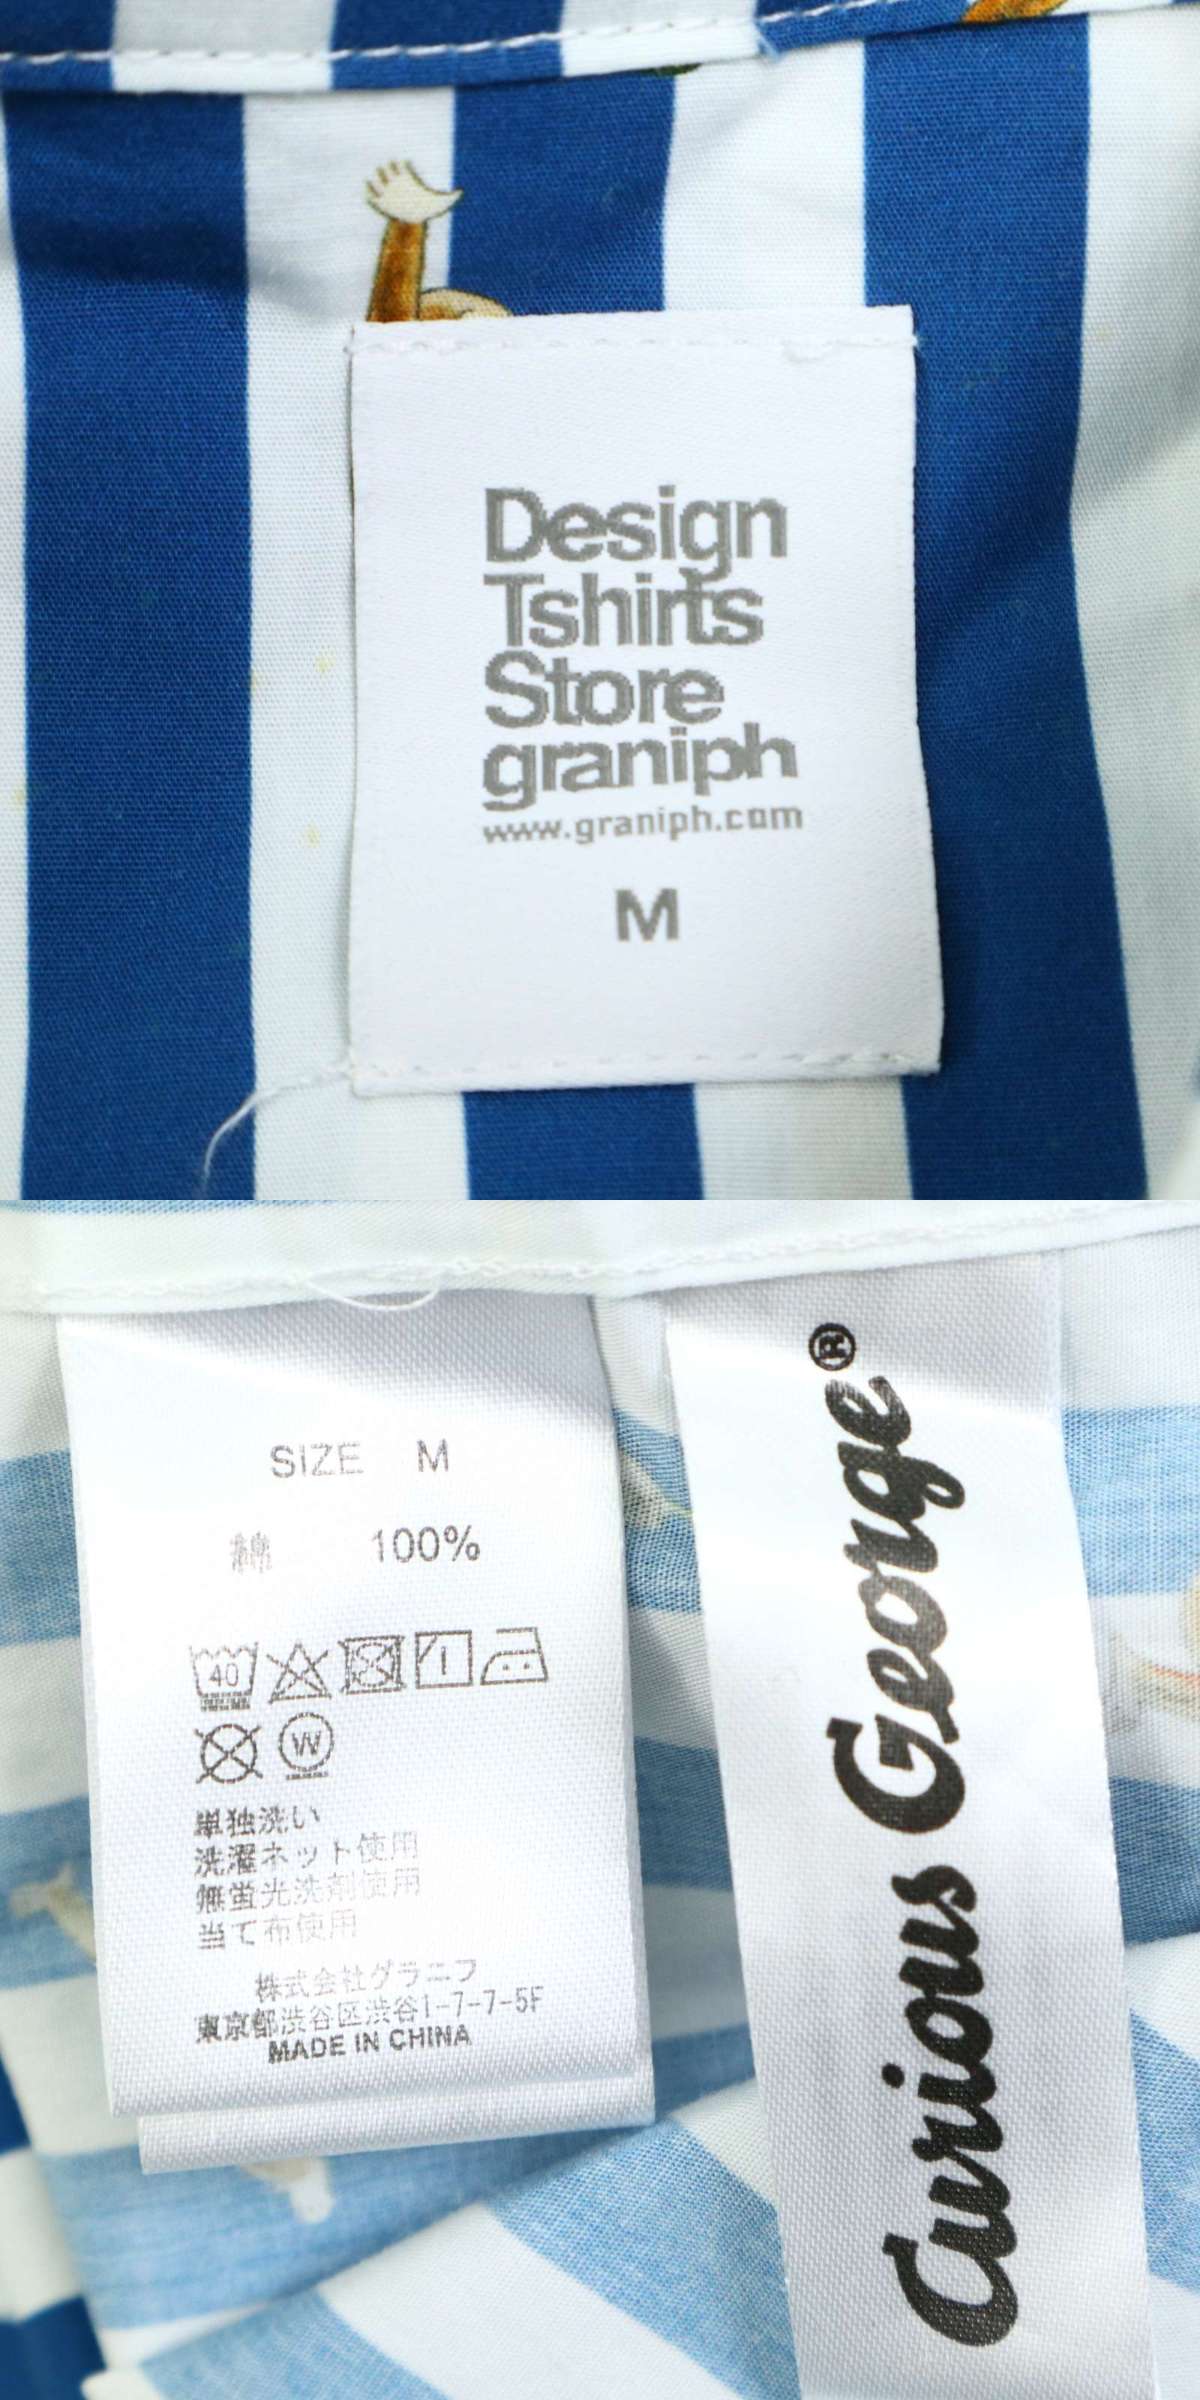 Design
Tshirts
Store
graniph
www.graniph.com
M
SIZE M
綿 100%
40
W
単独洗い
洗濯ネット使用
無蛍光洗剤使用
当て布使用
株式会社グラニフ
東京都渋谷区渋谷1-7-7-5F
MADE IN CHINA
Curious George®